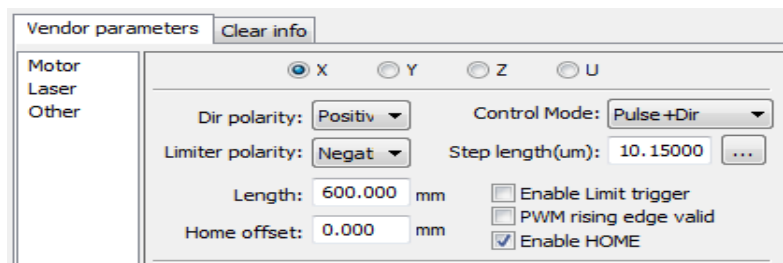 Vendor parameters Clear info
Motor
Laser
Other
X Y Z U
Dir polarity: Positiv Control Mode: Pulse+Dir
Limiter polarity: Negat Step length(um): 10.15000 ...
Length: 600.000 mm Enable Limit trigger
PWM rising edge valid
Home offset: 0.000 mm Enable HOME